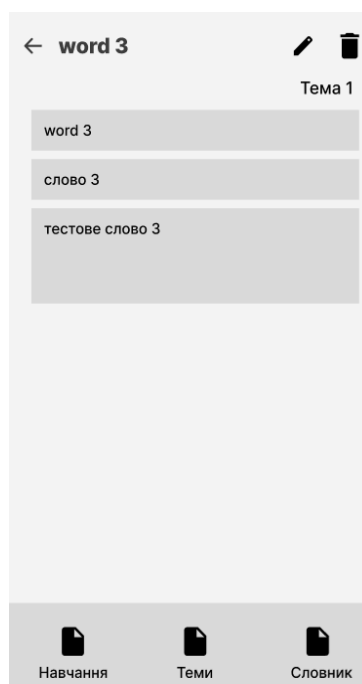 word 3
Тема 1
word 3
слово 3
тестове слово 3
Навчання Теми Словник